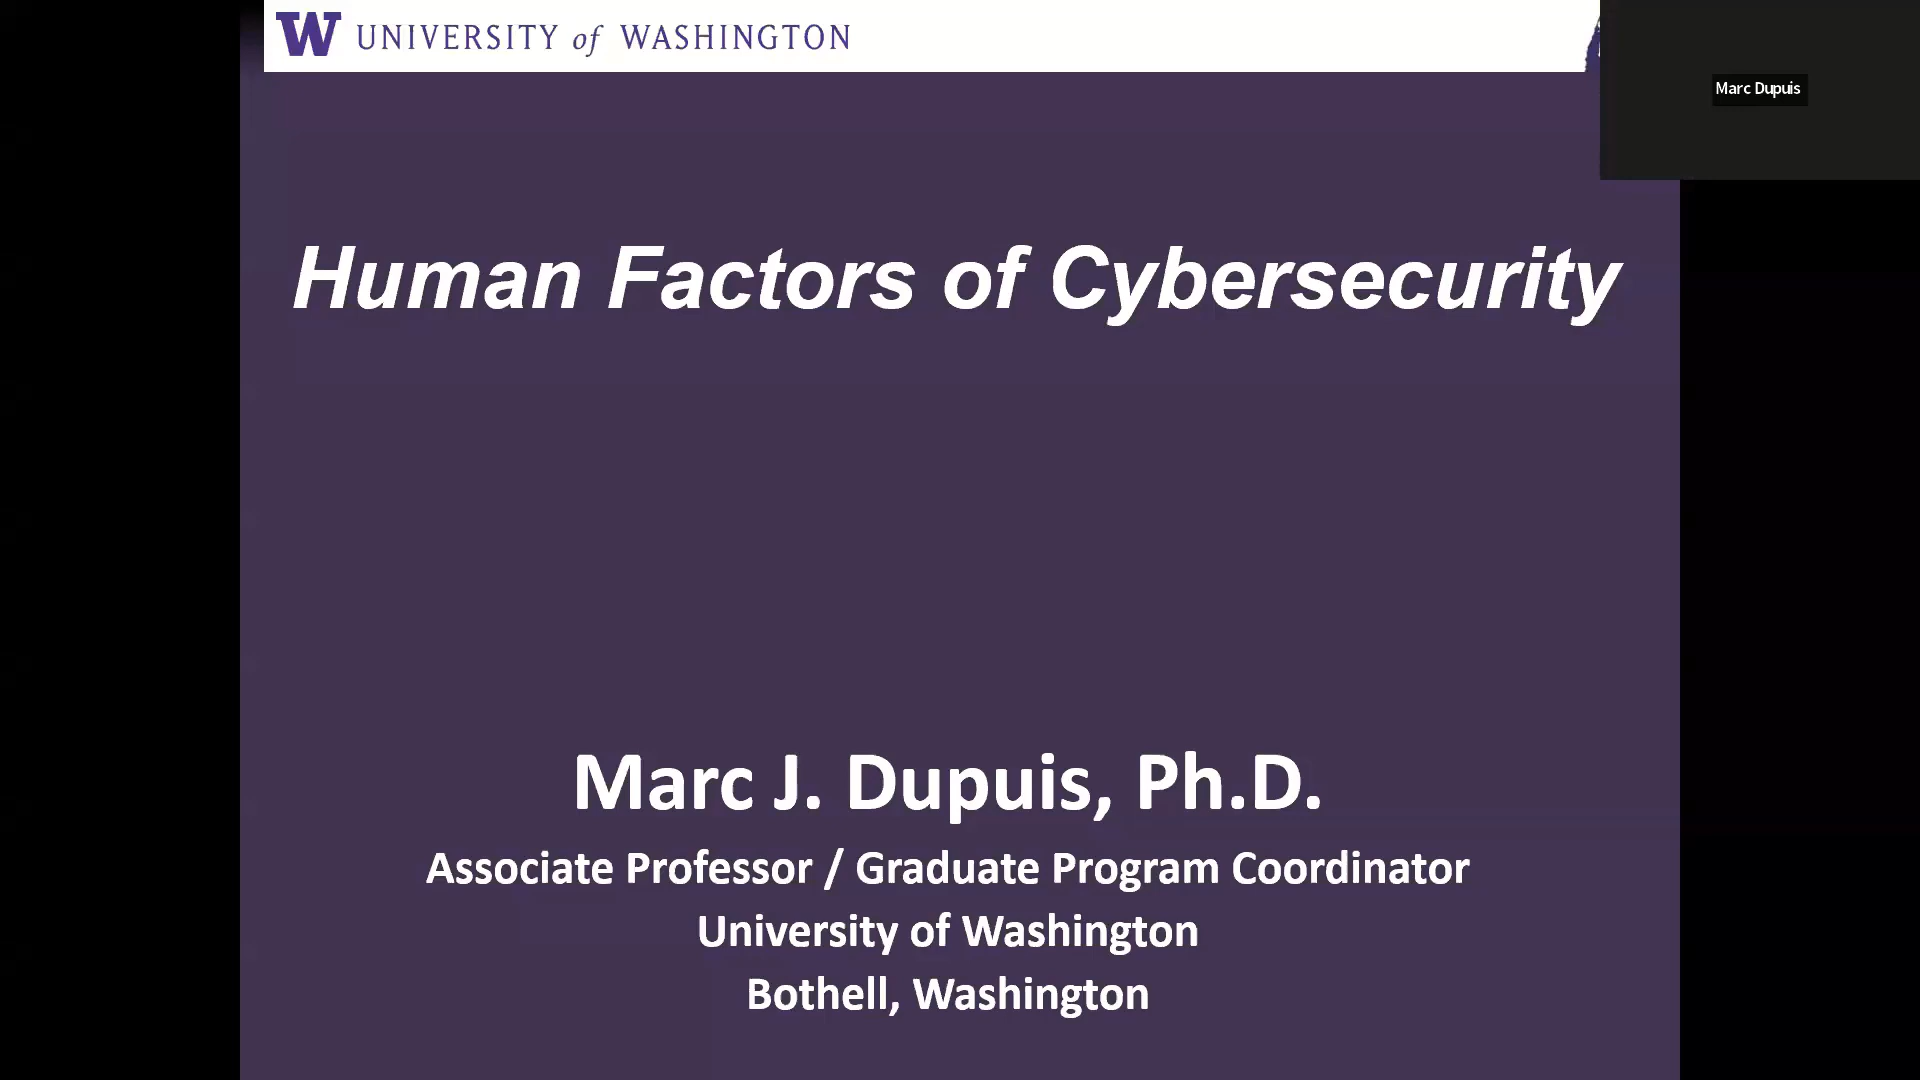 W UNIVERSITY of WASHINGTON
Marc Dupuis
Human Factors of Cybersecurity
Marc J. Dupuis, Ph.D.
Associate Professor / Graduate Program Coordinator
University of Washington
Bothell, Washington